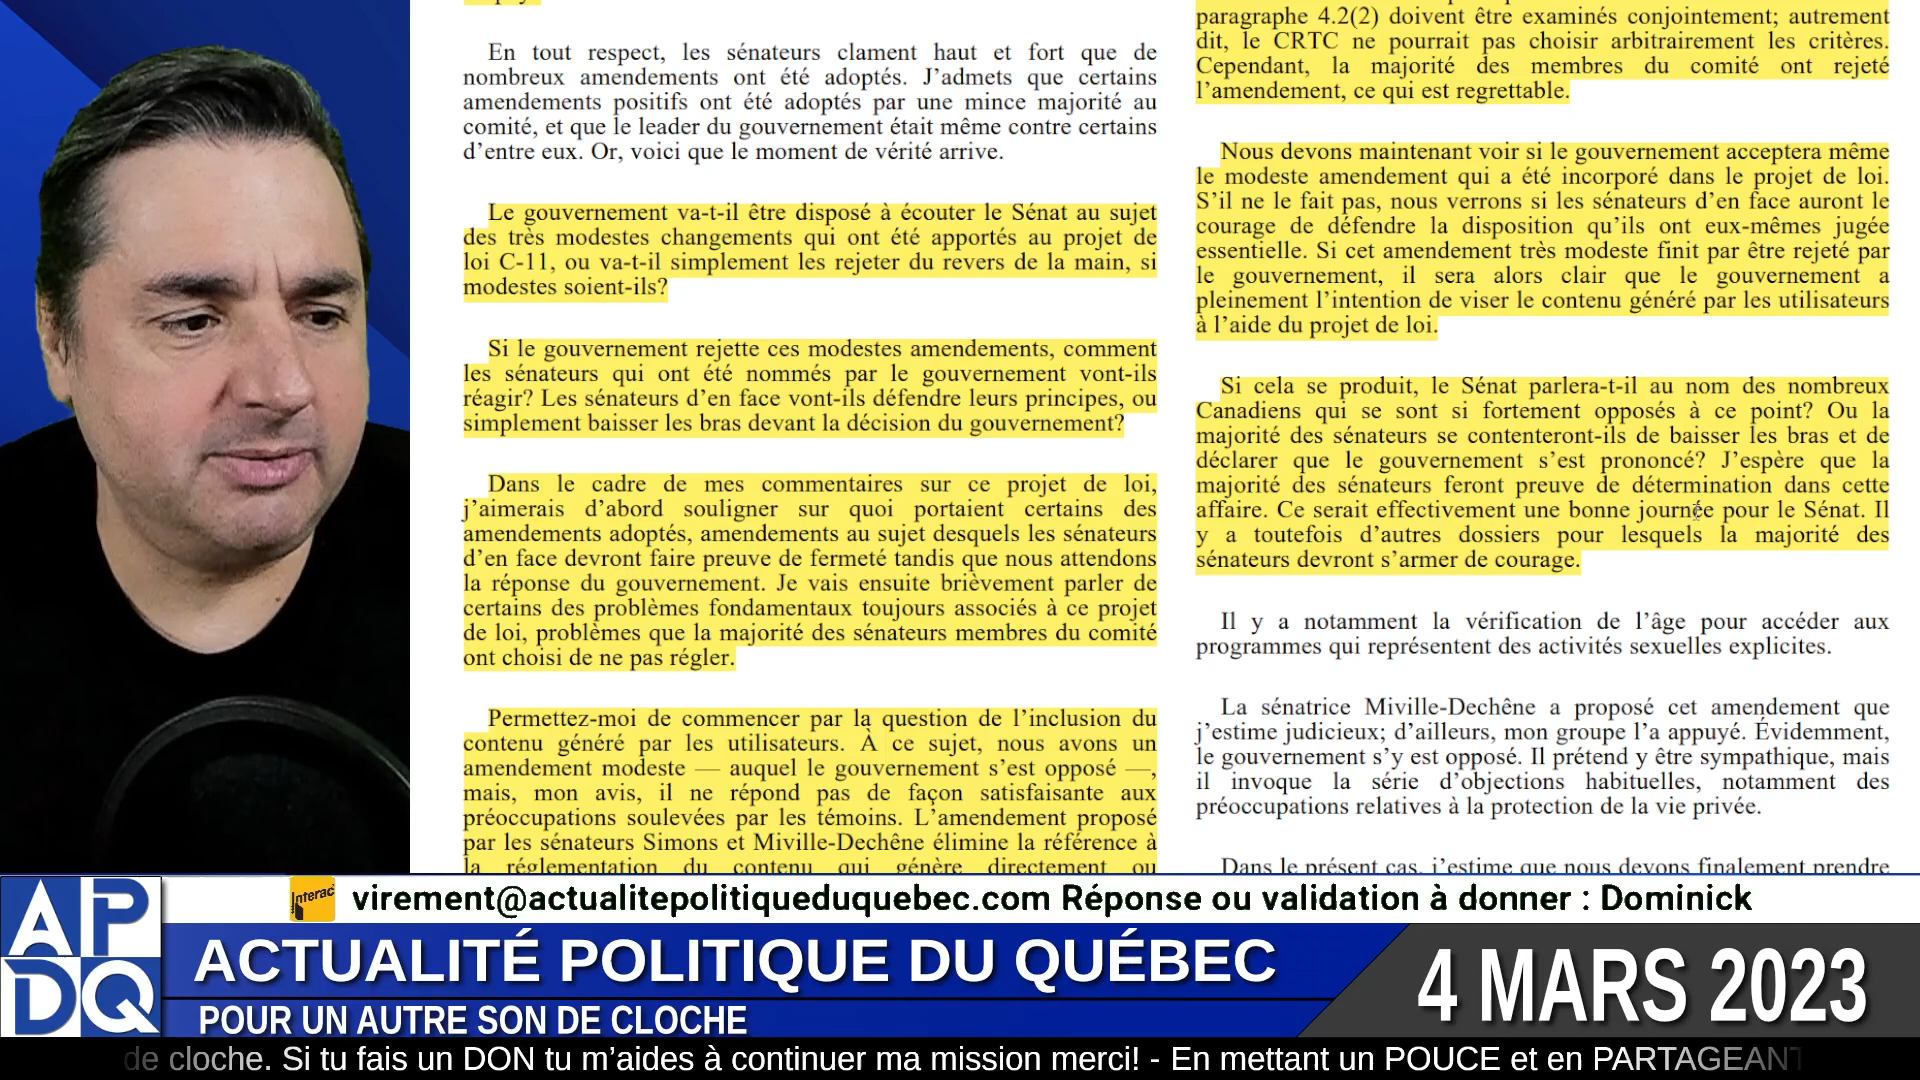 En tout respect, les sénateurs clament haut et fort que de
nombreux amendements ont été adoptés. J’admets que certains
amendements positifs ont été adoptés par une mince majorité au
comité, et que le leader du gouvernement était même contre certains
d’entre eux. Or, voici que le moment de vérité arrive.
Le gouvernement va-t-il être disposé à écouter le Sénat au sujet
des très modestes changements qui ont été apportés au projet de
loi C-11, ou va-t-il simplement les rejeter du revers de la main, si
modestes soient-ils?
Si le gouvernement rejette ces modestes amendements, comment
les sénateurs qui ont été nommés par le gouvernement vont-ils
réagir? Les sénateurs d’en face vont-ils défendre leurs principes, ou
simplement baisser les bras devant la décision du gouvernement?
Dans le cadre de mes commentaires sur ce projet de loi,
j’aimerais d’abord souligner sur quoi portaient certains des
amendements adoptés, amendements au sujet desquels les sénateurs
d’en face devront faire preuve de fermeté tandis que nous attendons
la réponse du gouvernement. Je vais ensuite brièvement parler de
certains des problèmes fondamentaux toujours associés à ce projet
de loi, problèmes que la majorité des sénateurs membres du comité
ont choisi de ne pas régler.
Permettez-moi de commencer par la question de l’inclusion du
contenu généré par les utilisateurs. À ce sujet, nous avons un
amendement modeste — auquel le gouvernement s’est opposé —,
mais, mon avis, il ne répond pas de façon satisfaisante aux
préoccupations soulevées par les témoins. L’amendement proposé
par les sénateurs Simons et Miville-Dechêne élimine la référence à
la réglementation du contenu qui génère directement ou
paragraphe 4.2(2) doivent être examinés conjointement; autrement
dit, le CRTC ne pourrait pas choisir arbitrairement les critères.
Cependant, la majorité des membres du comité ont rejeté
l’amendement, ce qui est regrettable.
Nous devons maintenant voir si le gouvernement acceptera même
le modeste amendement qui a été incorporé dans le projet de loi.
S’il ne le fait pas, nous verrons si les sénateurs d’en face auront le
courage de défendre la disposition qu’ils ont eux-mêmes jugée
essentielle. Si cet amendement très modeste finit par être rejeté par
le gouvernement, il sera alors clair que le gouvernement a
pleinement l’intention de viser le contenu généré par les utilisateurs
à l’aide du projet de loi.
Si cela se produit, le Sénat parlera-t-il au nom des nombreux
Canadiens qui se sont si fortement opposés à ce point? Ou la
majorité des sénateurs se contenteront-ils de baisser les bras et de
déclarer que le gouvernement s’est prononcé? J’espère que la
majorité des sénateurs feront preuve de détermination dans cette
affaire. Ce serait effectivement une bonne journée pour le Sénat. Il
y a toutefois d’autres dossiers pour lesquels la majorité des
sénateurs devront s’armer de courage.
Il y a notamment la vérification de l’âge pour accéder aux
programmes qui représentent des activités sexuelles explicites.
La sénatrice Miville-Dechêne a proposé cet amendement que
j’estime judicieux; d’ailleurs, mon groupe l’a appuyé. Évidemment,
le gouvernement s’y est opposé. Il prétend y être sympathique, mais
il invoque la série d’objections habituelles, notamment des
préoccupations relatives à la protection de la vie privée.
Dans le présent cas, j’estime que nous devons finalement prendre
Interac
virement@actualitepolitiqueduquebec.com Réponse ou validation à donner : Dominick
AP
DQ
ACTUALITÉ POLITIQUE DU QUÉBEC
POUR UN AUTRE SON DE CLOCHE
4 MARS 2023
de cloche. Si tu fais un DON tu m’aides à continuer ma mission merci! - En mettant un POUCE et en PARTAGEANT